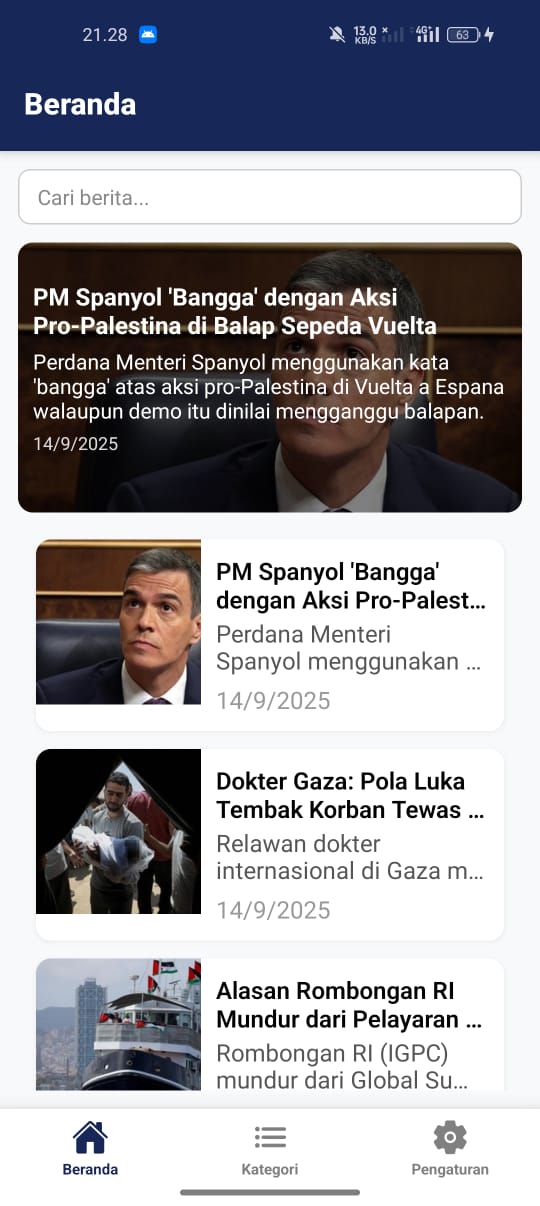 21.28
13.0
KB/S
4G+
63
Beranda
Cari berita...
PM Spanyol 'Bangga' dengan Aksi
Pro-Palestina di Balap Sepeda Vuelta
Perdana Menteri Spanyol menggunakan kata
'bangga' atas aksi pro-Palestina di Vuelta a Espana
walaupun demo itu dinilai mengganggu balapan.
14/9/2025
PM Spanyol 'Bangga'
dengan Aksi Pro-Palest...
Perdana Menteri
Spanyol menggunakan ...
14/9/2025
Dokter Gaza: Pola Luka
Tembak Korban Tewas ...
Relawan dokter
internasional di Gaza m...
14/9/2025
Alasan Rombongan RI
Mundur dari Pelayaran ...
Rombongan RI (IGPC)
mundur dari Global Su...
Beranda
Kategori
Pengaturan